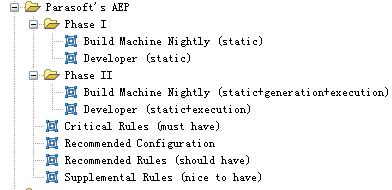 Parasoft's AEP
Phase I
Build Machine Nightly (static)
Developer (static)
Phase II
Build Machine Nightly (static+generation+execution)
Developer (static+execution)
Critical Rules (must have)
Recommended Configuration
Recommended Rules (should have)
Supplemental Rules (nice to have)